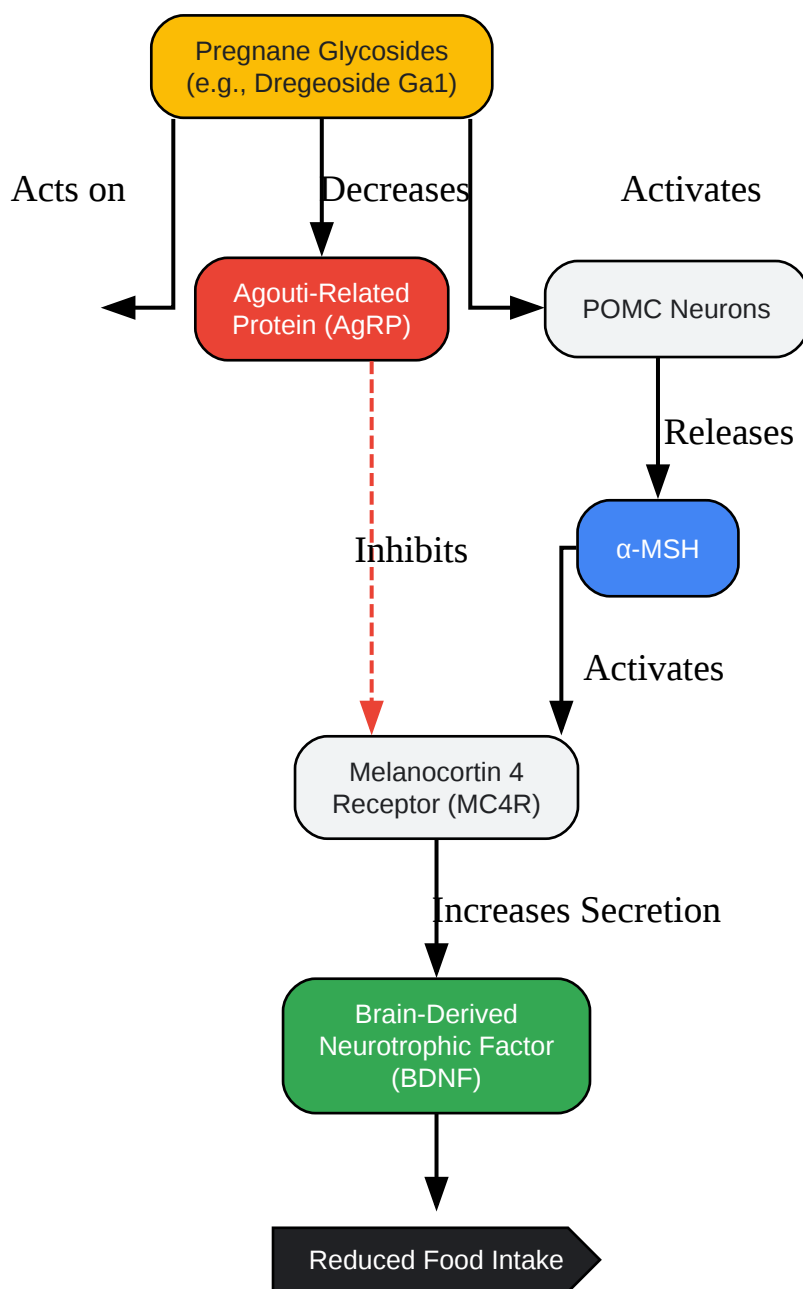 Pregnane Glycosides
(e.g., Dregeoside Ga1)
Acts on
Decreases
Activates
Agouti-Related
Protein (AgRP)
POMC Neurons
Releases
Inhibits
α-MSH
Activates
Melanocortin 4
Receptor (MC4R)
Increases Secretion
Brain-Derived
Neurotrophic Factor
(BDNF)
Reduced Food Intake